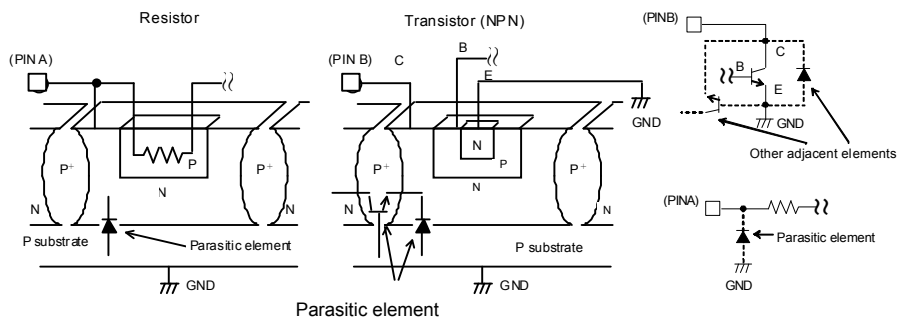 Resistor
(PIN A)
P+
P
P+
N
N
N
P substrate
Parasitic element
GND
Transistor (NPN)
(PIN B)
C
B
E
GND
P+
N
P
P+
N
N
N
P substrate
GND
Parasitic element
(PINB)
C
B
E
GND
Other adjacent elements
(PINA)
Parasitic element
GND